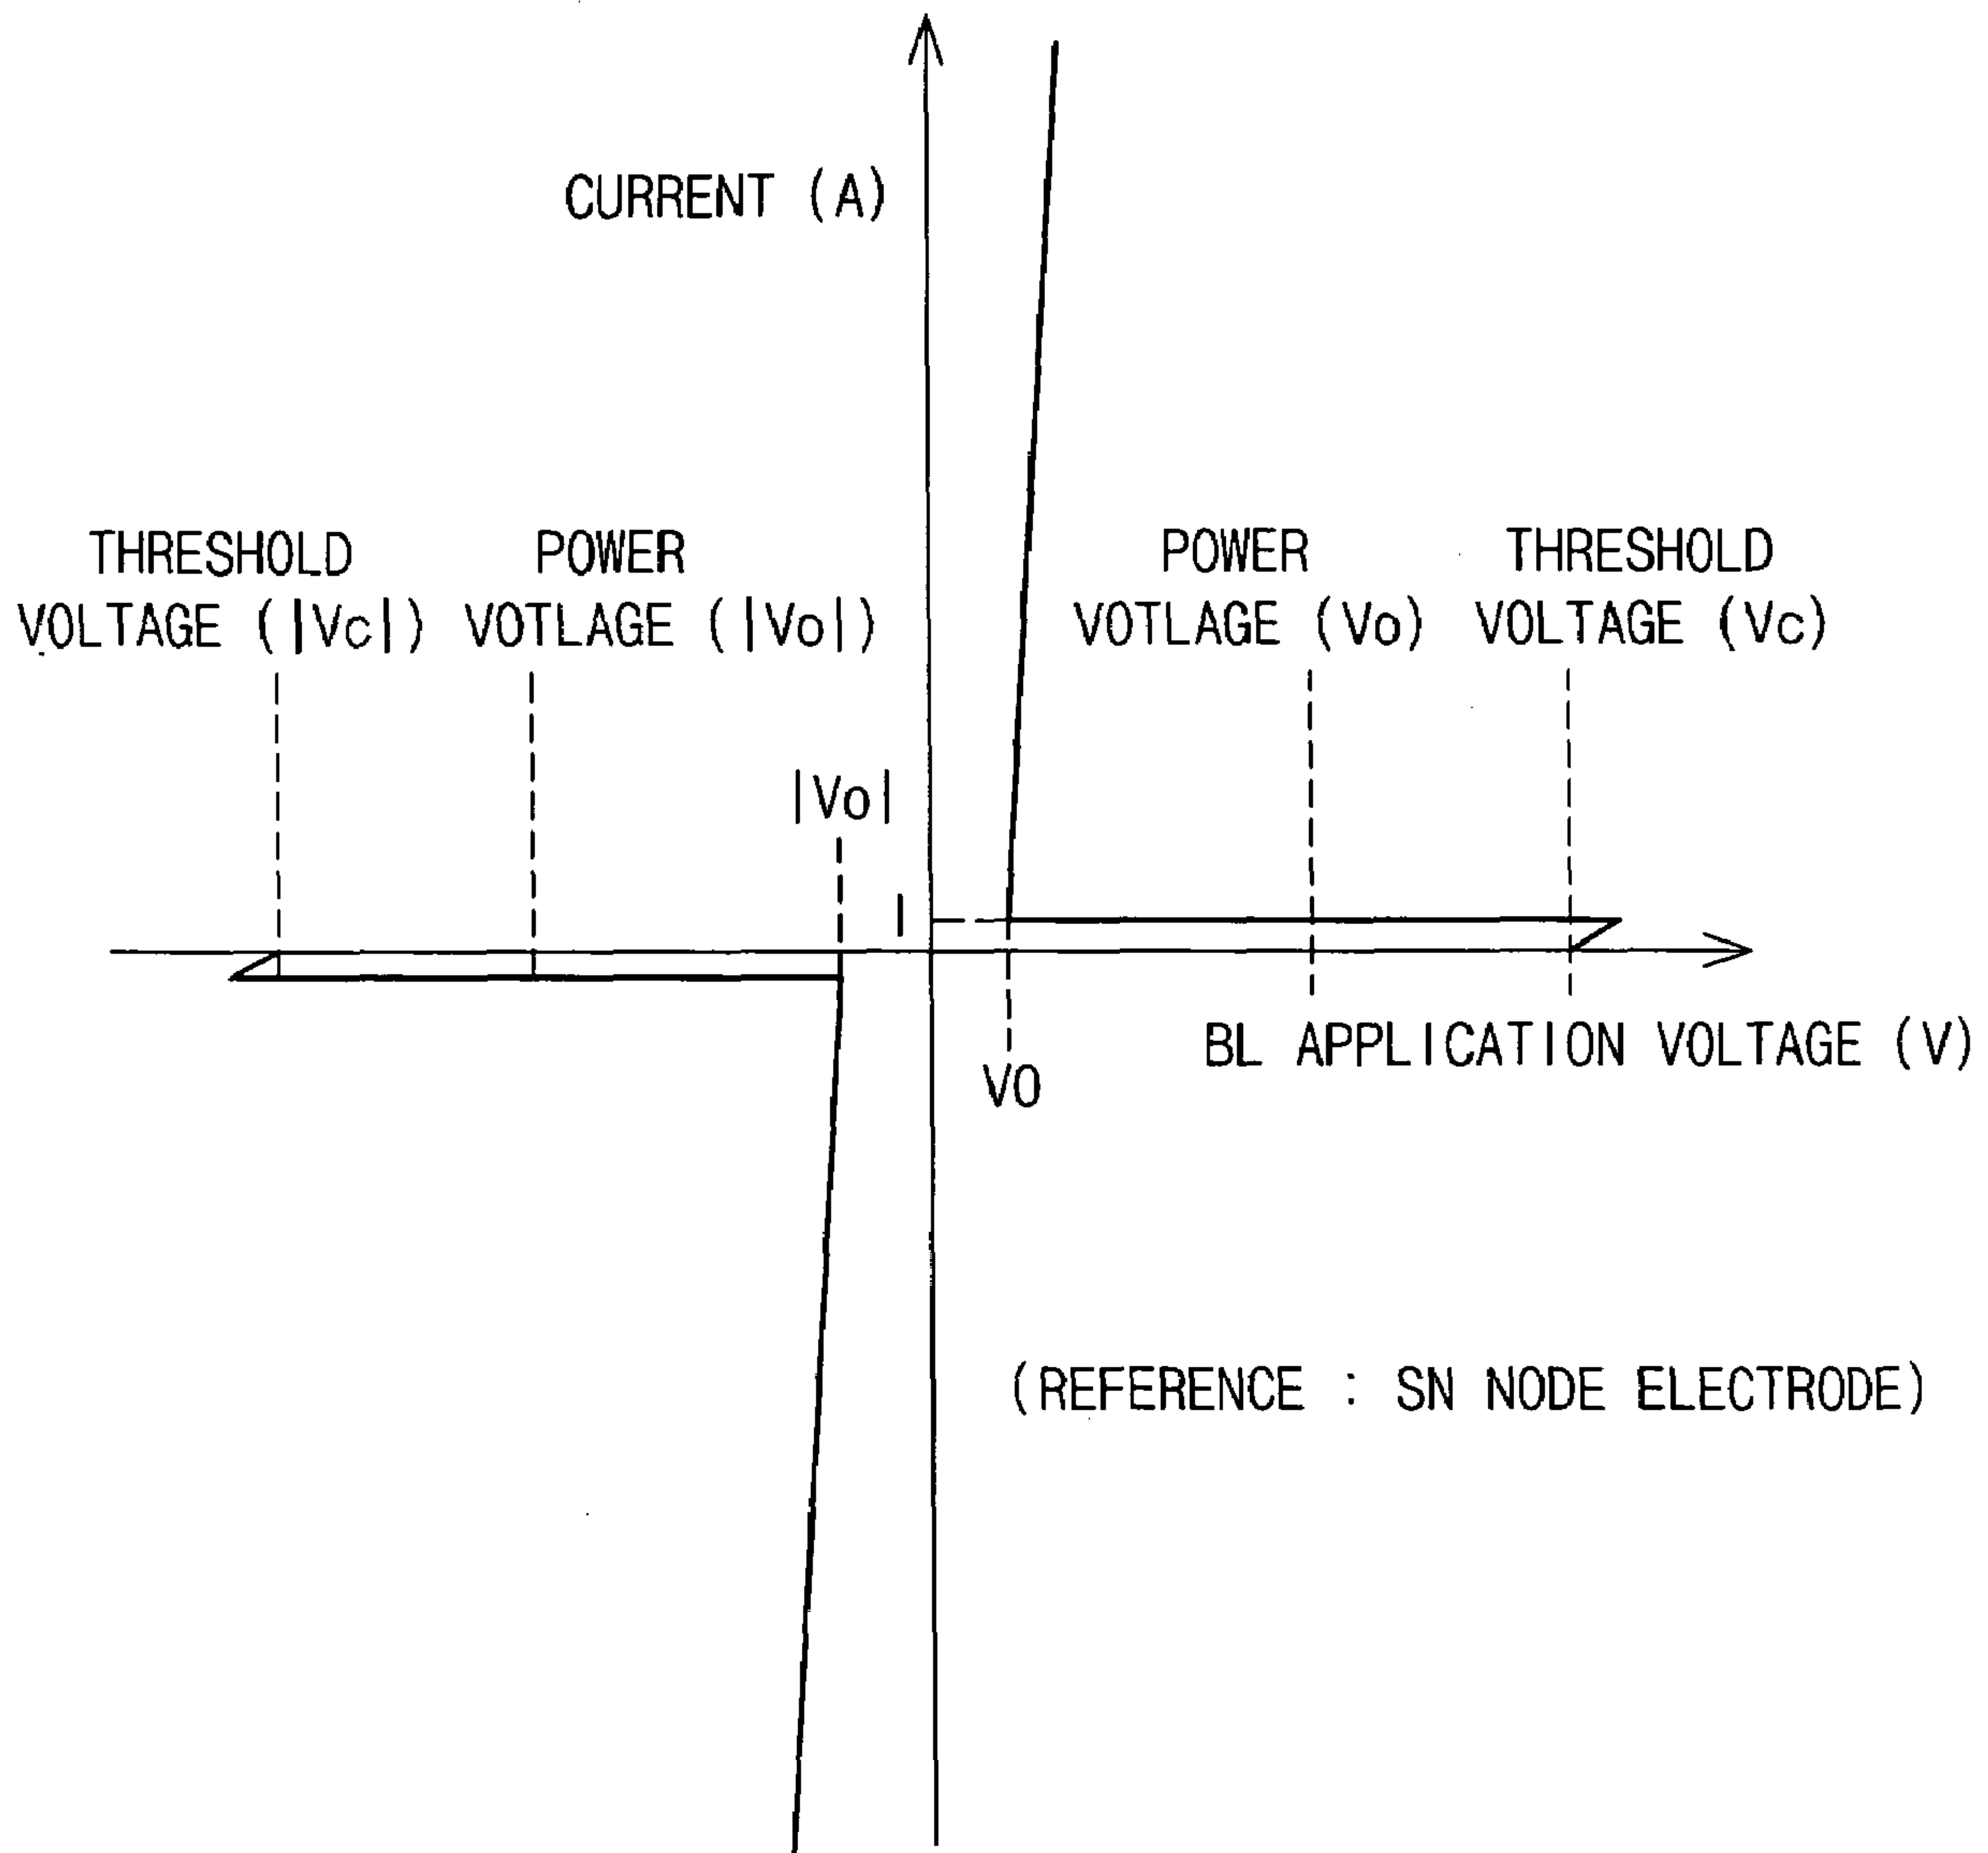 CURRENT (A)
THRESHOLD
VOLTAGE (|Vc|)
POWER
VOTLAGE (|Vo|)
POWER
VOTLAGE (Vo)
THRESHOLD
VOLTAGE (Vc)
|Vo|
I
BL APPLICATION VOLTAGE (V)
VO
(REFERENCE : SN NODE ELECTRODE)